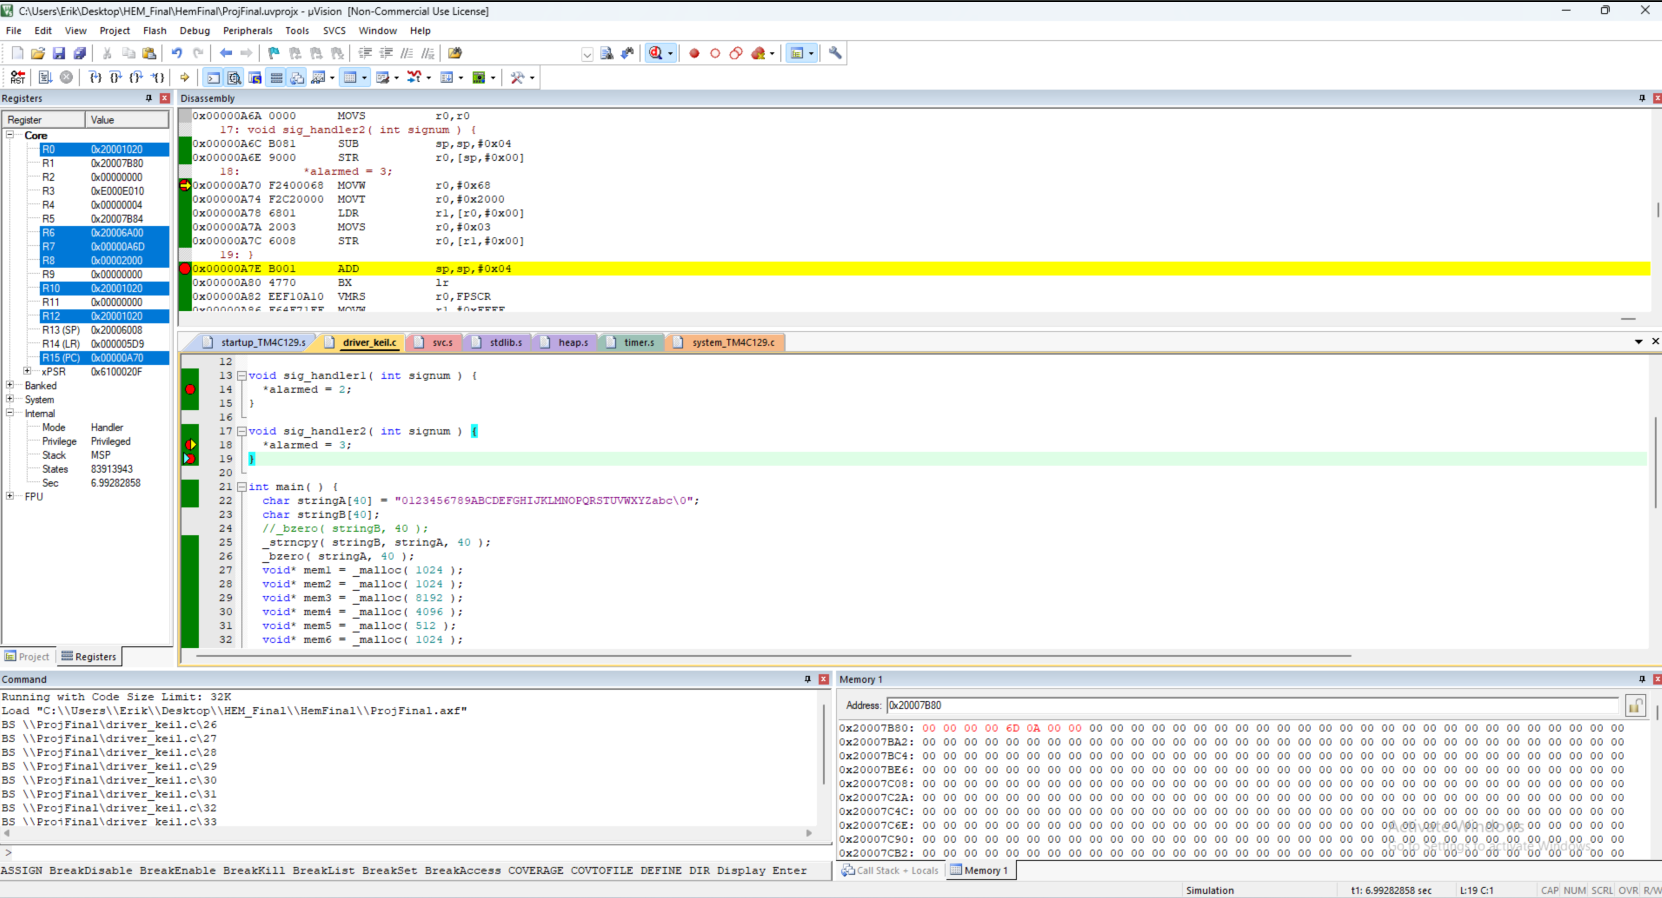 C:\Users\Erik\Desktop\HEM_Final\HemFinal\ProjFinal.uvprojx - µVision [Non-Commercial Use License]
File Edit View Project Flash Debug Peripherals Tools SVCS Window Help
RST
Registers
Register Value
Core
R0 0x20001020
R1 0x20007B80
R2 0x00000000
R3 0xE000E010
R4 0x00000004
R5 0x20007B84
R6 0x20006A00
R7 0x00000A6D
R8 0x00002000
R9 0x00000000
R10 0x20001020
R11 0x00000000
R12 0x20001020
R13 (SP) 0x20006008
R14 (LR) 0x000005D9
R15 (PC) 0x00000A70
xPSR 0x6100020F
Banked
System
Internal
Mode Handler
Privilege Privileged
Stack MSP
States 83913943
Sec 6.99282858
FPU
Project Registers
Disassembly
0x00000A6A 0000 MOVS r0,r0
17: void sig_handler2( int signum ) {
0x00000A6C B081 SUB sp,sp,#0x04
0x00000A6E 9000 STR r0,[sp,#0x00]
18: *alarmed = 3;
0x00000A70 F2400068 MOVW r0,#0x68
0x00000A74 F2C20000 MOVT r0,#0x2000
0x00000A78 6801 LDR r1,[r0,#0x00]
0x00000A7A 2003 MOVS r0,#0x03
0x00000A7C 6008 STR r0,[r1,#0x00]
19: }
0x00000A7E B001 ADD sp,sp,#0x04
0x00000A80 4770 BX lr
0x00000A82 EEF10A10 VMRS r0,FPSCR
0x00000A86 F64F71FF MOVW r1,#0xFFFF
startup_TM4C129.s driver_keil.c svc.s stdlib.s heap.s timer.s system_TM4C129.c
12
13 void sig_handler1( int signum ) {
14 *alarmed = 2;
15 }
16
17 void sig_handler2( int signum ) {
18 *alarmed = 3;
19 }
20
21 int main( ) {
22 char stringA[40] = "0123456789ABCDEFGHIJKLMNOPQRSTUVWXYZabc\0";
23 char stringB[40];
24 //_bzero( stringB, 40 );
25 _strncpy( stringB, stringA, 40 );
26 _bzero( stringA, 40 );
27 void* mem1 = _malloc( 1024 );
28 void* mem2 = _malloc( 1024 );
29 void* mem3 = _malloc( 8192 );
30 void* mem4 = _malloc( 4096 );
31 void* mem5 = _malloc( 512 );
32 void* mem6 = _malloc( 1024 );
Command
Running with Code Size Limit: 32K
Load "C:\\Users\\Erik\\Desktop\\HEM_Final\\HemFinal\\ProjFinal.axf"
BS \\ProjFinal\driver_keil.c\26
BS \\ProjFinal\driver_keil.c\27
BS \\ProjFinal\driver_keil.c\28
BS \\ProjFinal\driver_keil.c\29
BS \\ProjFinal\driver_keil.c\30
BS \\ProjFinal\driver_keil.c\31
BS \\ProjFinal\driver_keil.c\32
BS \\ProjFinal\driver_keil.c\33
>
ASSIGN BreakDisable BreakEnable BreakKill BreakList BreakSet BreakAccess COVERAGE COVTOFILE DEFINE DIR Display Enter
Memory 1
Address: 0x20007B80
0x20007B80: 00 00 00 00 6D 0A 00 00 00 00 00 00 00 00 00 00 00 00 00 00 00 00 00 00 00 00 00 00 00 00 00 00 00 00
0x20007BA2: 00 00 00 00 00 00 00 00 00 00 00 00 00 00 00 00 00 00 00 00 00 00 00 00 00 00 00 00 00 00 00 00 00 00
0x20007BC4: 00 00 00 00 00 00 00 00 00 00 00 00 00 00 00 00 00 00 00 00 00 00 00 00 00 00 00 00 00 00 00 00 00 00
0x20007BE6: 00 00 00 00 00 00 00 00 00 00 00 00 00 00 00 00 00 00 00 00 00 00 00 00 00 00 00 00 00 00 00 00 00 00
0x20007C08: 00 00 00 00 00 00 00 00 00 00 00 00 00 00 00 00 00 00 00 00 00 00 00 00 00 00 00 00 00 00 00 00 00 00
0x20007C2A: 00 00 00 00 00 00 00 00 00 00 00 00 00 00 00 00 00 00 00 00 00 00 00 00 00 00 00 00 00 00 00 00 00 00
0x20007C4C: 00 00 00 00 00 00 00 00 00 00 00 00 00 00 00 00 00 00 00 00 00 00 00 00 00 00 00 00 00 00 00 00 00 00
0x20007C6E: 00 00 00 00 00 00 00 00 00 00 00 00 00 00 00 00 00 00 00 00 00 00 00 00 00 00 00 00 00 00 00 00 00 00
0x20007C90: 00 00 00 00 00 00 00 00 00 00 00 00 00 00 00 00 00 00 00 00 00 00 00 00 00 00 00 00 00 00 00 00 00 00
0x20007CB2: 00 00 00 00 00 00 00 00 00 00 00 00 00 00 00 00 00 00 00 00 00 00 00 00 00 00 00 00 00 00 00 00 00 00
Activate Windows
Go to Settings to activate Windows.
Call Stack + Locals Memory 1
Simulation t1: 6.99282858 sec L:19 C:1 CAP NUM SCRL OVR R/W